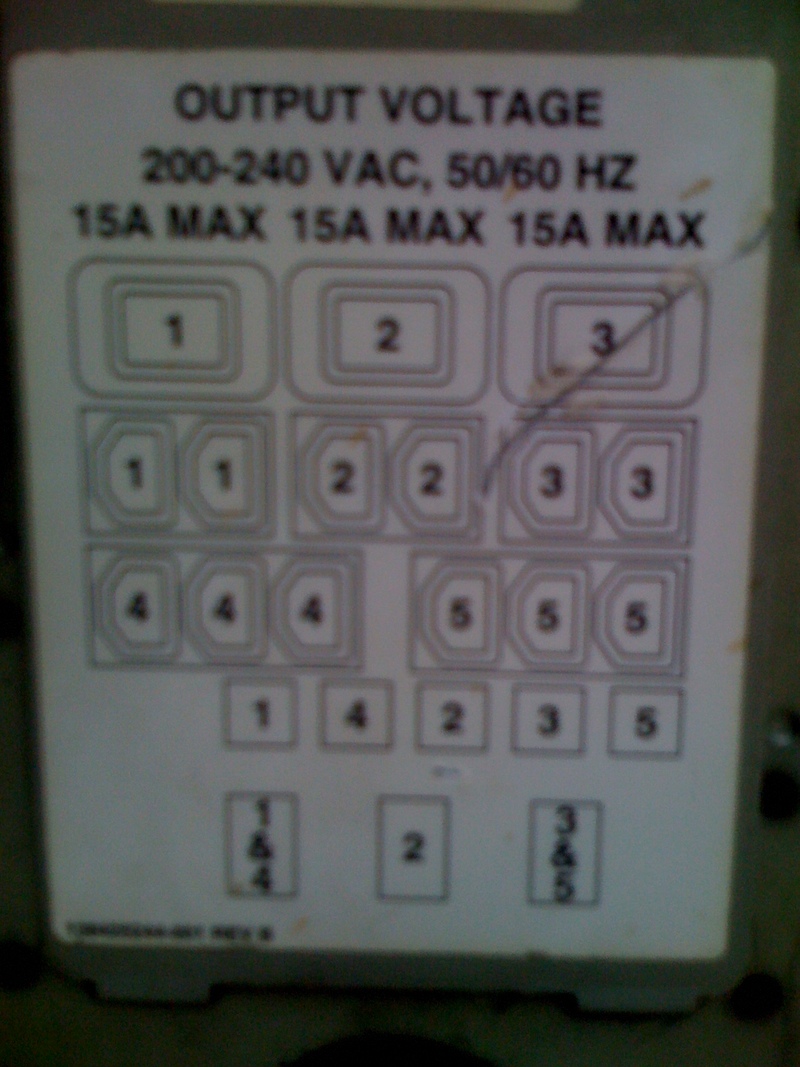 OUTPUT VOLTAGE
200-240 VAC, 50/60 HZ
15A MAX 15A MAX 15A MAX
1 2 3
1 1 2 2 3 3
4 4 4 5 5 5
1 4 2 3 5
1 & 4 2 3 & 5
REV B